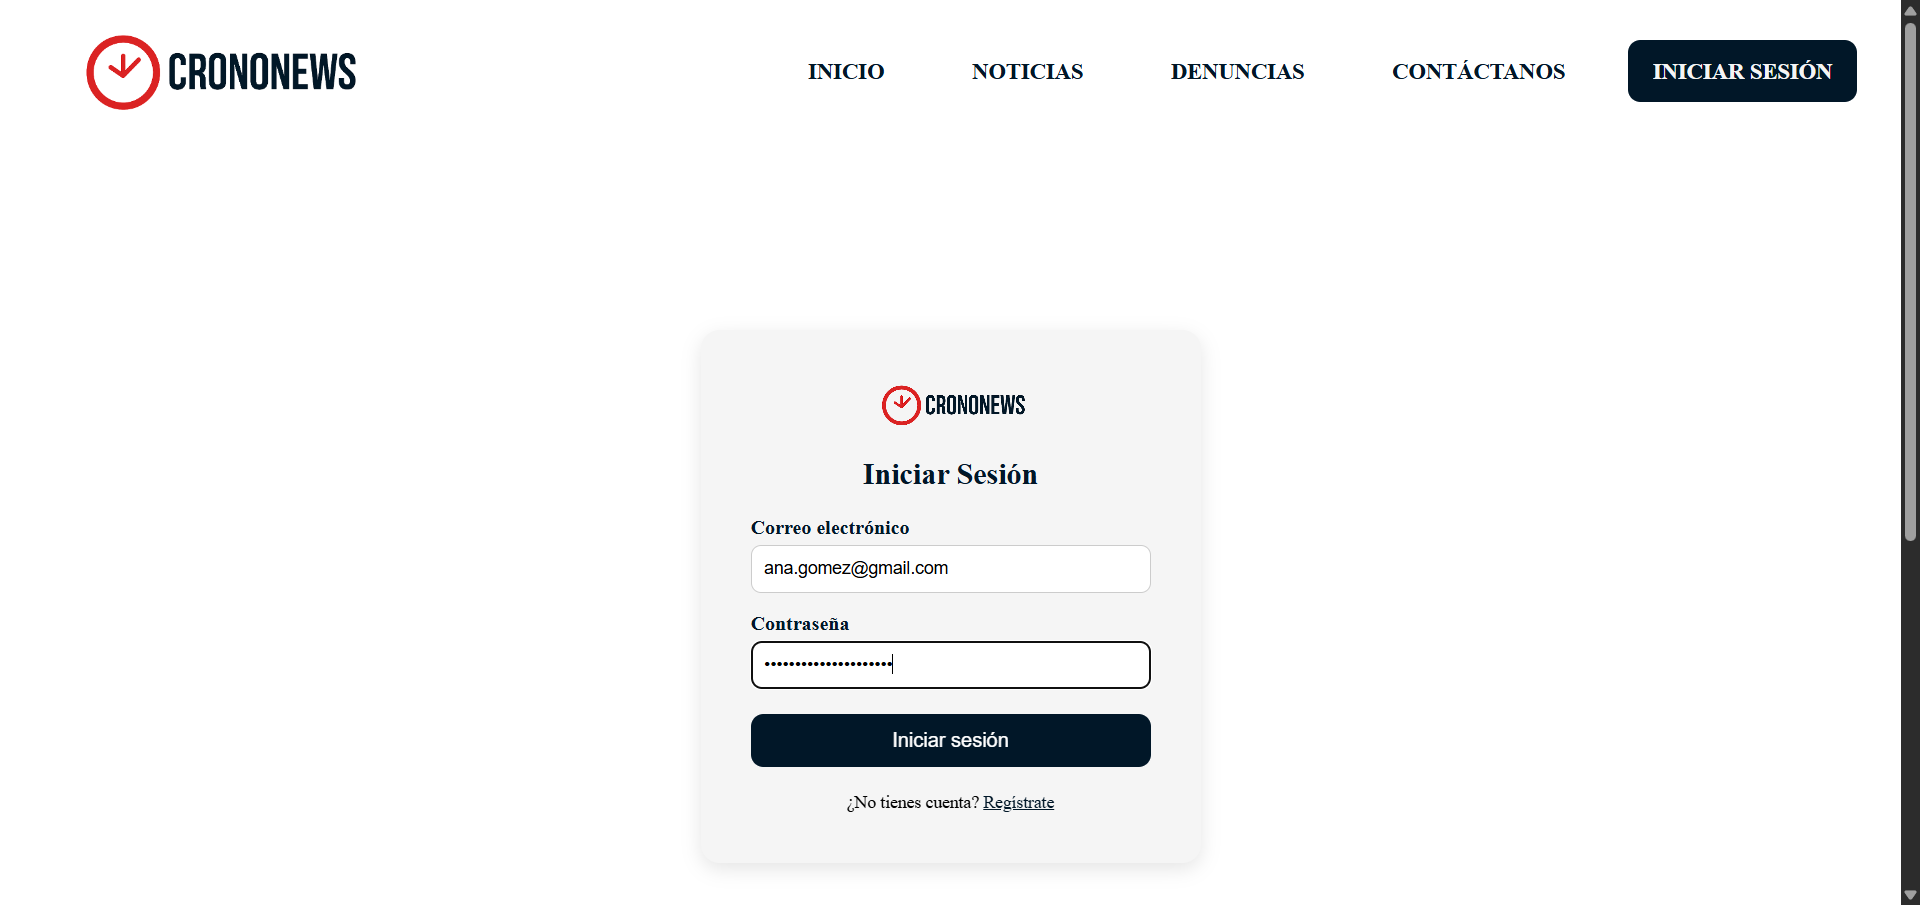 CRONONEWS
INICIO NOTICIAS DENUNCIAS CONTÁCTANOS INICIAR SESIÓN
CRONONEWS
Iniciar Sesión
Correo electrónico
ana.gomez@gmail.com
Contraseña
•••••••••••••••••••••
Iniciar sesión
¿No tienes cuenta? Regístrate